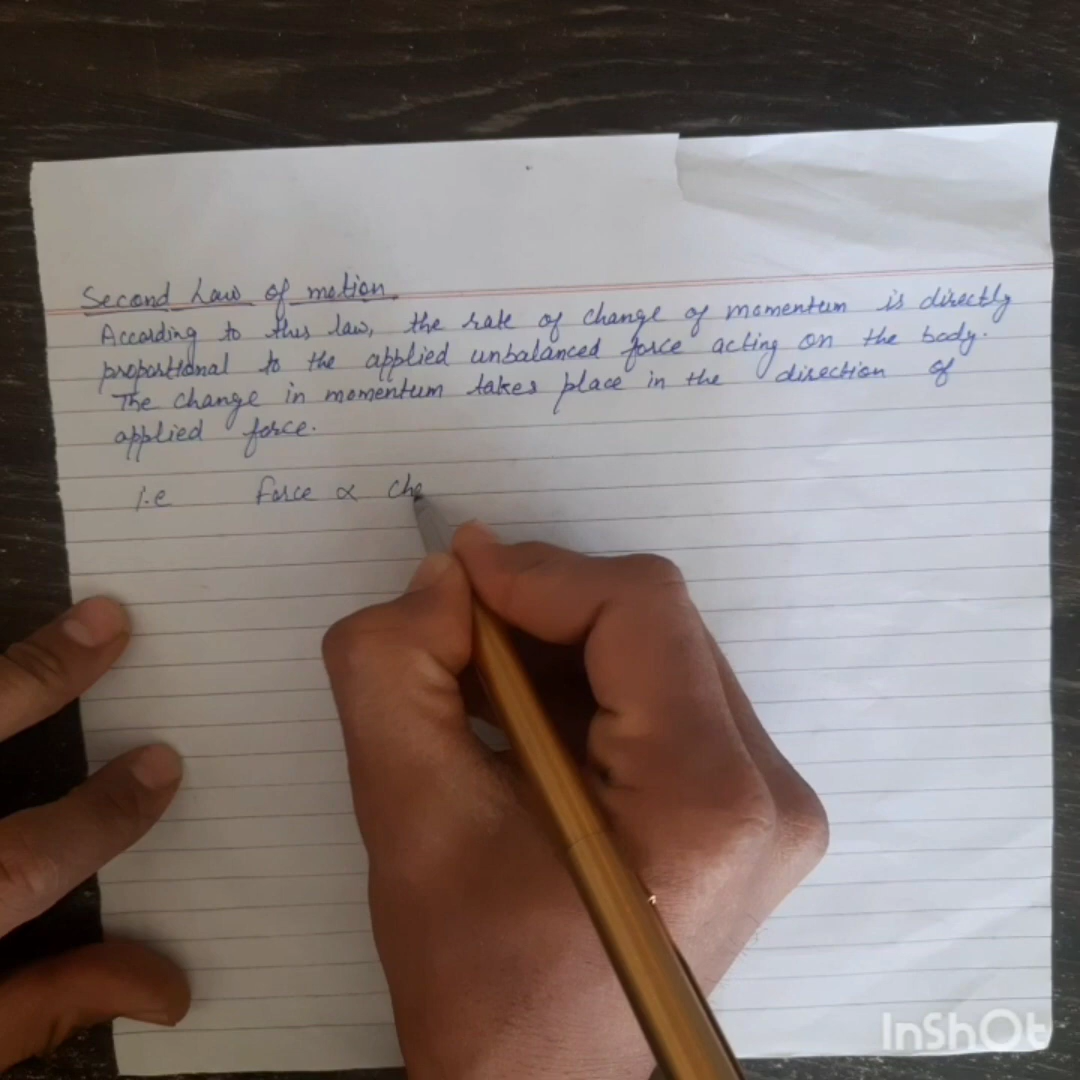 Second Law of motion
According to this law, the rate of change of momentum is directly
proportional to the applied unbalanced force acting on the body.
The change in momentum takes place in the direction of
applied force.
i.e Force ∝ cha
InShOt